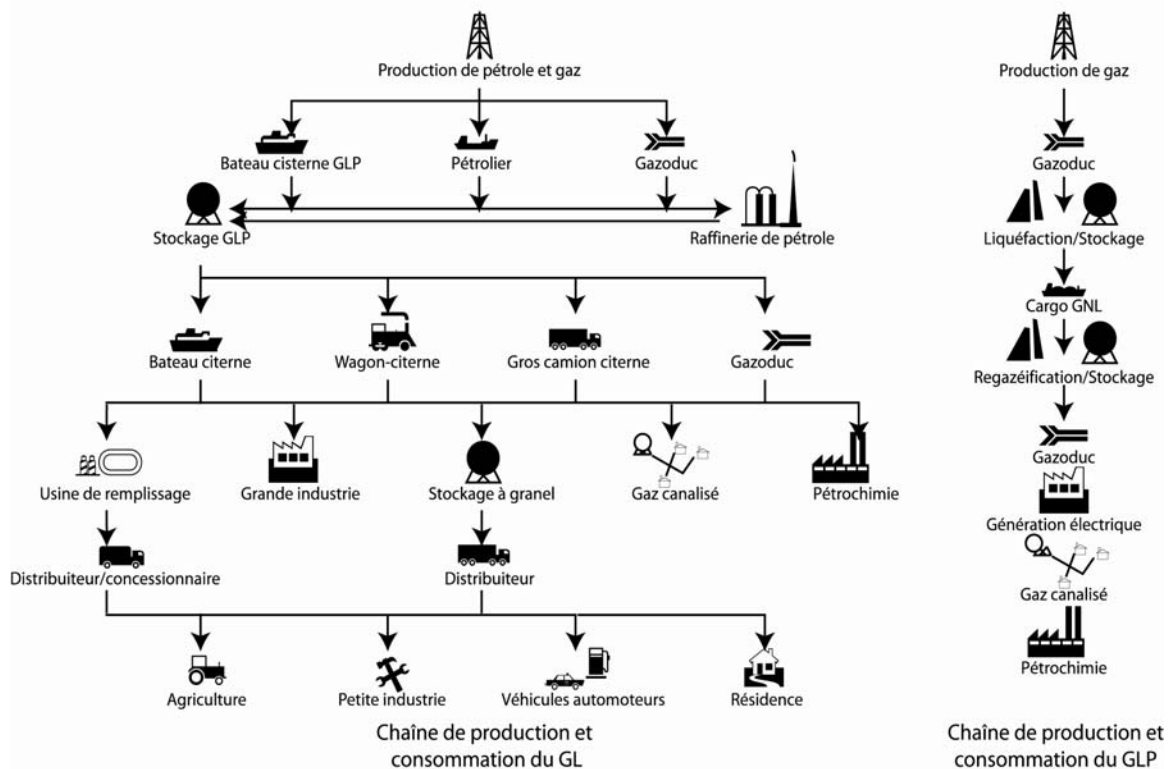 Production de pétrole et gaz
Bateau cisterne GLP
Pétrolier
Gazoduc
Stockage GLP
Raffinerie de pétrole
Bateau citerne
Wagon-citerne
Gros camion citerne
Gazoduc
Usine de remplissage
Grande industrie
Stockage à granel
Gaz canalisé
Pétrochimie
Distribuiteur/concessionnaire
Distributeur
Agriculture
Petite industrie
Véhicules automoteurs
Résidence
Chaîne de production et
consommation du GL
Production de gaz
Gazoduc
Liquéfaction/Stockage
Cargo GNL
Regazéification/Stockage
Gazoduc
Génération électrique
Gaz canalisé
Pétrochimie
Chaîne de production et
consommation du GLP